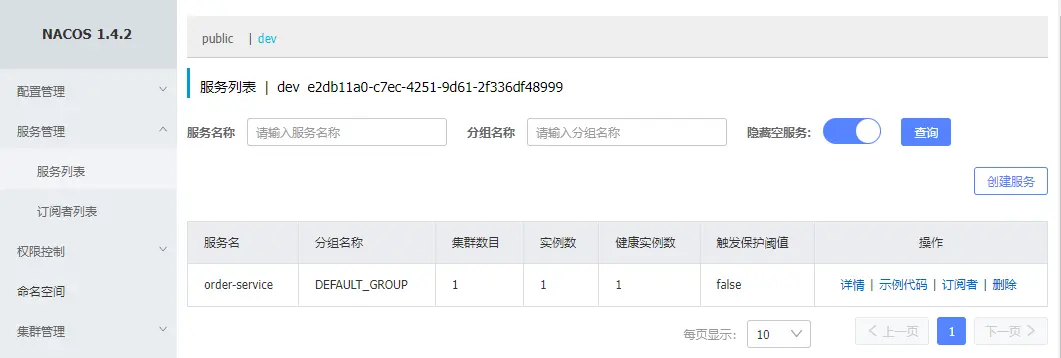 NACOS 1.4.2
配置管理
服务管理
服务列表
订阅者列表
权限控制
命名空间
集群管理
public | dev
服务列表 | dev e2db11a0-c7ec-4251-9d61-2f336df48999
服务名称 请输入服务名称 分组名称 请输入分组名称 隐藏空服务: 查询
创建服务
服务名 分组名称 集群数目 实例数 健康实例数 触发保护阈值 操作
order-service DEFAULT_GROUP 1 1 1 false 详情 | 示例代码 | 订阅者 | 删除
每页显示: 10 上一页 1 下一页